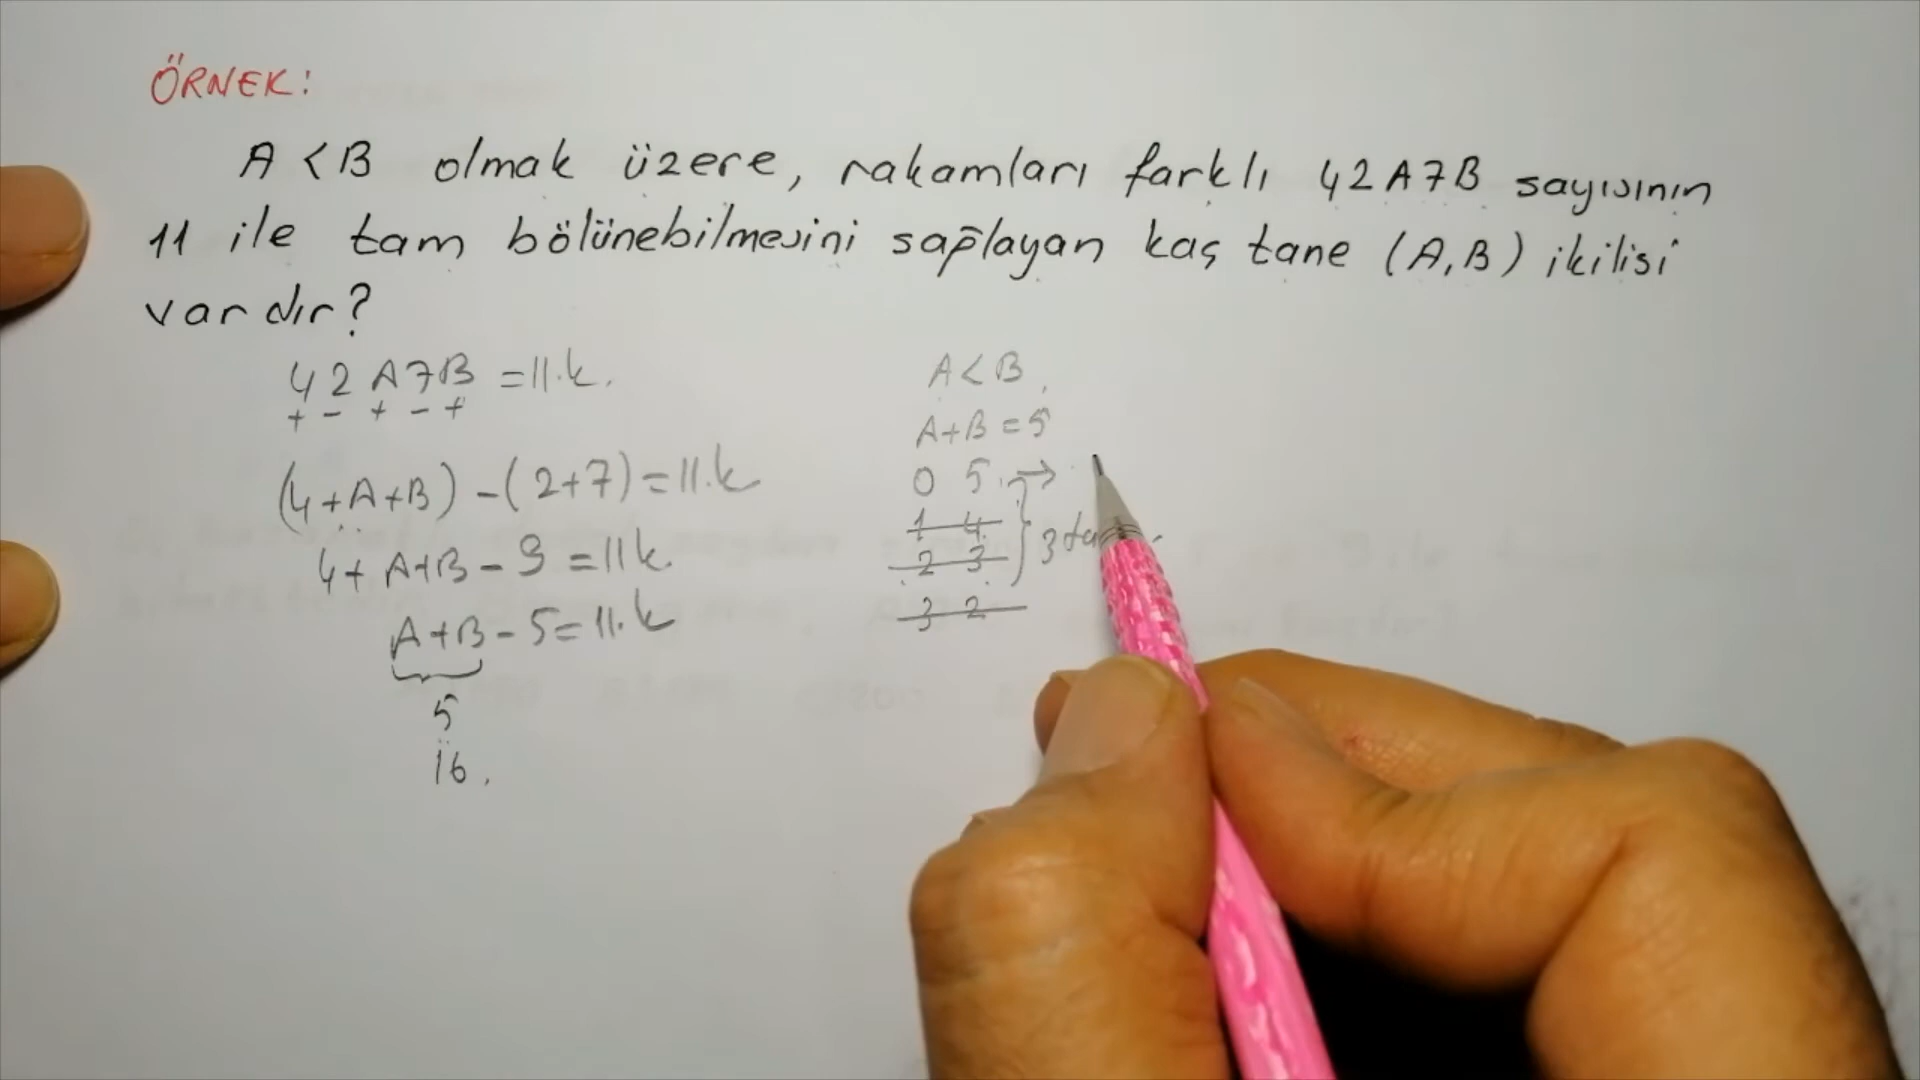 ÖRNEK:
A < B olmak üzere, rakamları farklı 42A7B sayısının
11 ile tam bölünebilmesini sağlayan kaç tane (A,B) ikilisi
vardır?
42A7B = 11.k.
+ - + - +
(4+A+B) - (2+7) = 11.k
4+A+B - 9 = 11k.
A+B - 5 = 11.k
5
16.
A < B,
A+B = 5
0 5 →
1 4
2 3
3 2